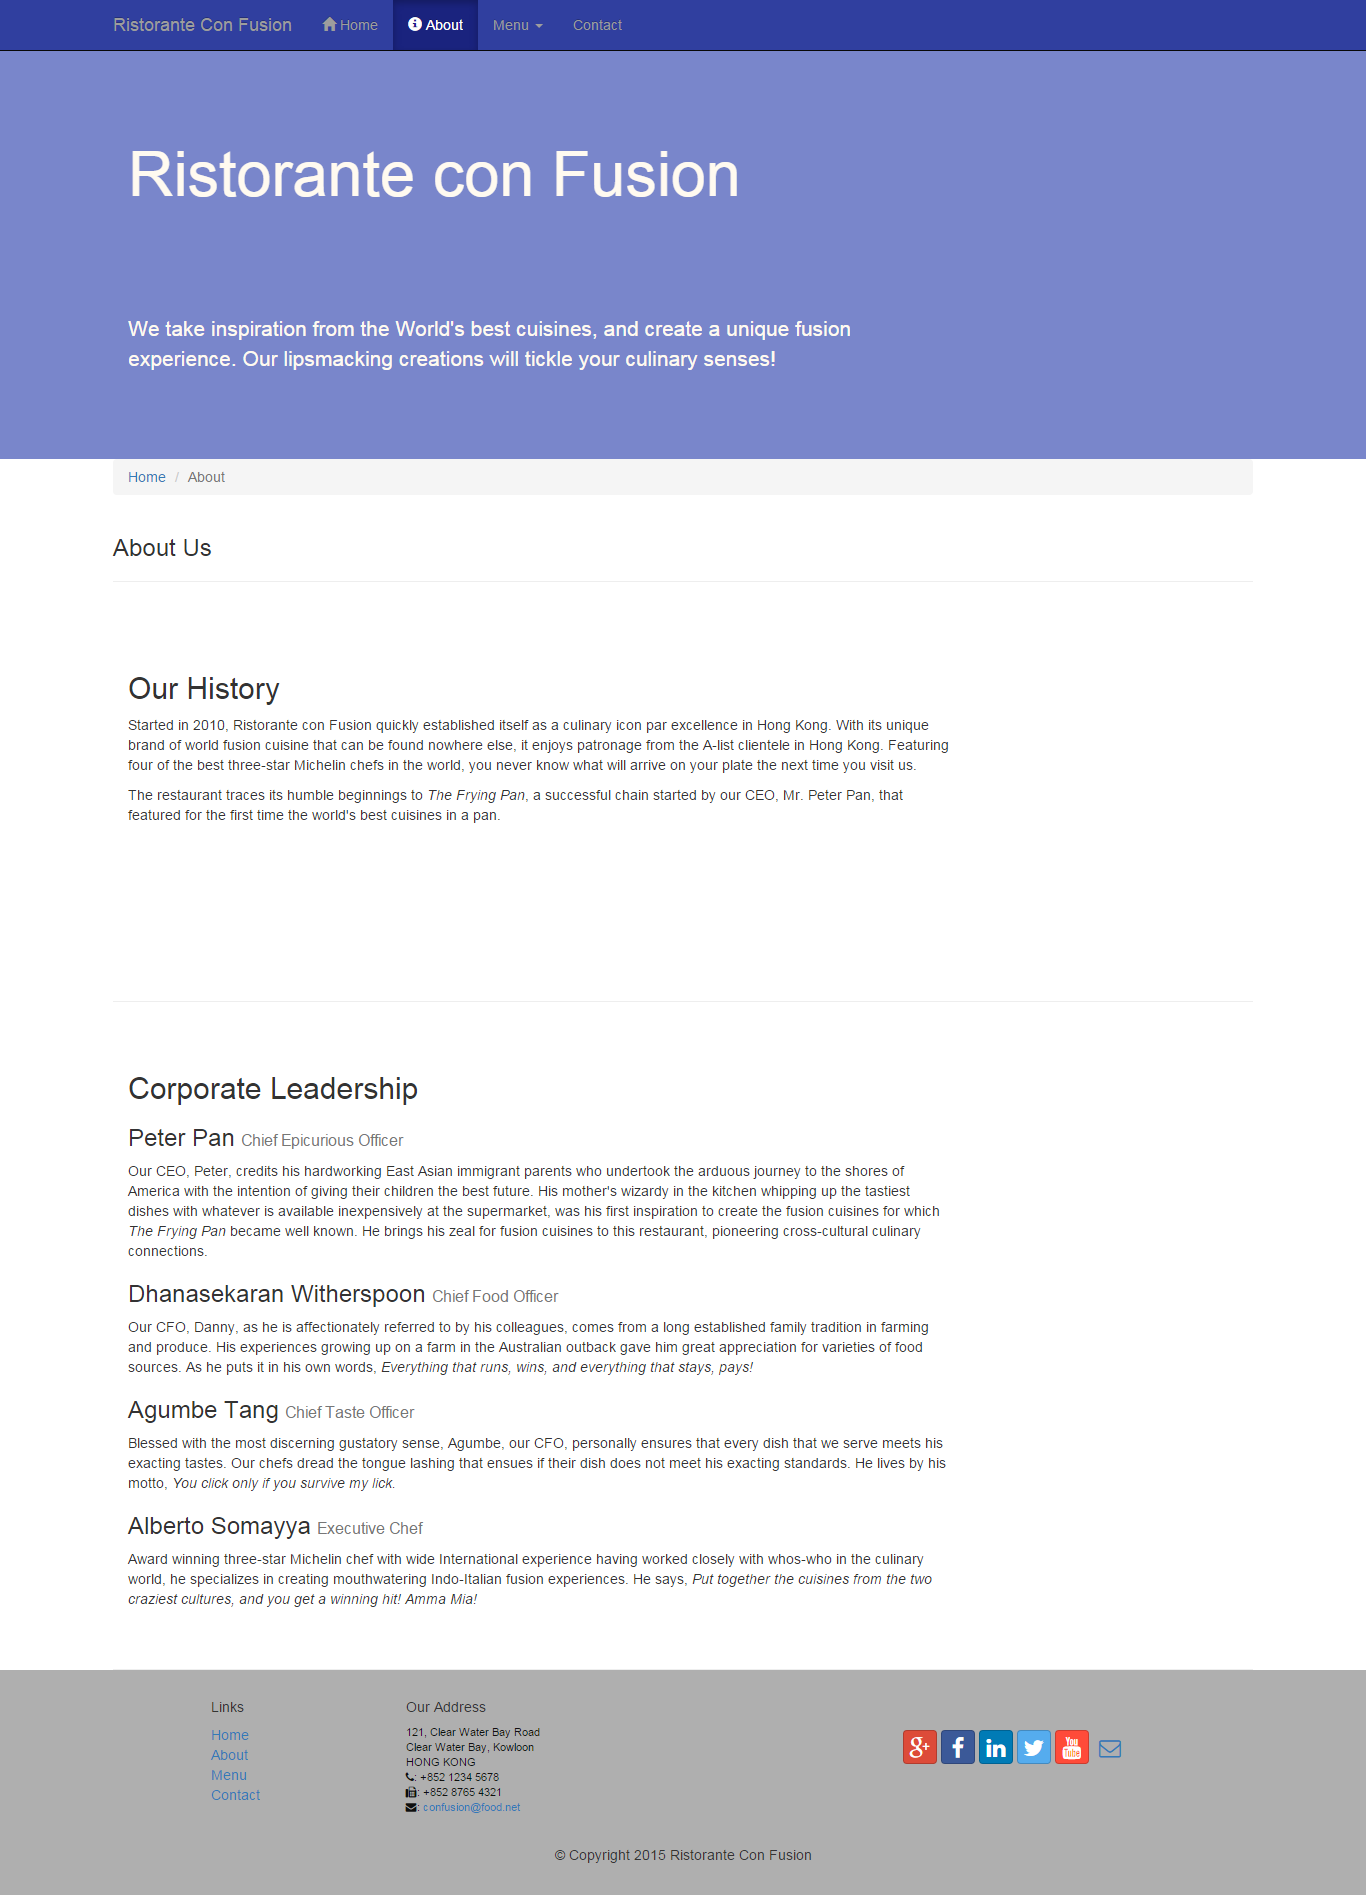 Ristorante Con Fusion Home About Menu Contact
Ristorante con Fusion
We take inspiration from the World's best cuisines, and create a unique fusion
experience. Our lipsmacking creations will tickle your culinary senses!
Home / About
About Us
Our History
Started in 2010, Ristorante con Fusion quickly established itself as a culinary icon par excellence in Hong Kong. With its unique
brand of world fusion cuisine that can be found nowhere else, it enjoys patronage from the A-list clientele in Hong Kong. Featuring
four of the best three-star Michelin chefs in the world, you never know what will arrive on your plate the next time you visit us.
The restaurant traces its humble beginnings to The Frying Pan, a successful chain started by our CEO, Mr. Peter Pan, that
featured for the first time the world's best cuisines in a pan.
Corporate Leadership
Peter Pan Chief Epicurious Officer
Our CEO, Peter, credits his hardworking East Asian immigrant parents who undertook the arduous journey to the shores of
America with the intention of giving their children the best future. His mother's wizardy in the kitchen whipping up the tastiest
dishes with whatever is available inexpensively at the supermarket, was his first inspiration to create the fusion cuisines for which
The Frying Pan became well known. He brings his zeal for fusion cuisines to this restaurant, pioneering cross-cultural culinary
connections.
Dhanasekaran Witherspoon Chief Food Officer
Our CFO, Danny, as he is affectionately referred to by his colleagues, comes from a long established family tradition in farming
and produce. His experiences growing up on a farm in the Australian outback gave him great appreciation for varieties of food
sources. As he puts it in his own words, Everything that runs, wins, and everything that stays, pays!
Agumbe Tang Chief Taste Officer
Blessed with the most discerning gustatory sense, Agumbe, our CFO, personally ensures that every dish that we serve meets his
exacting tastes. Our chefs dread the tongue lashing that ensues if their dish does not meet his exacting standards. He lives by his
motto, You click only if you survive my lick.
Alberto Somayya Executive Chef
Award winning three-star Michelin chef with wide International experience having worked closely with whos-who in the culinary
world, he specializes in creating mouthwatering Indo-Italian fusion experiences. He says, Put together the cuisines from the two
craziest cultures, and you get a winning hit! Amma Mia!
Links
Home
About
Menu
Contact
Our Address
121, Clear Water Bay Road
Clear Water Bay, Kowloon
HONG KONG
: +852 1234 5678
: +852 8765 4321
: confusion@food.net
g+ f in You Tube
© Copyright 2015 Ristorante Con Fusion